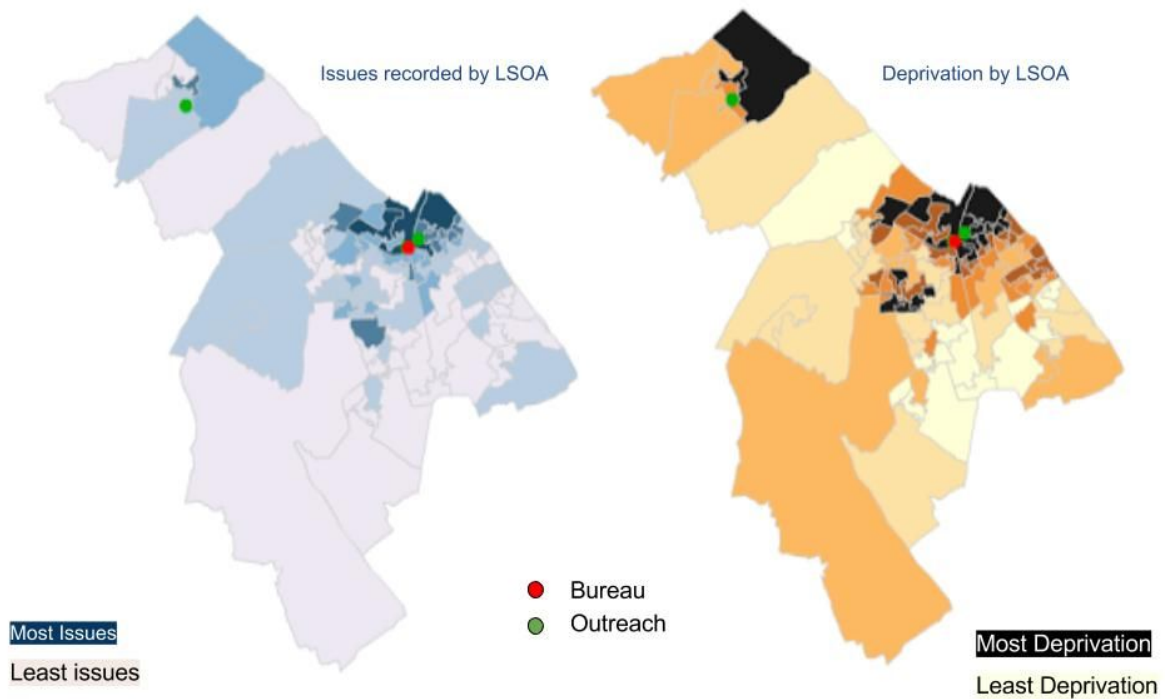 Issues recorded by LSOA
Deprivation by LSOA
Bureau
Outreach
Most Issues
Least issues
Most Deprivation
Least Deprivation